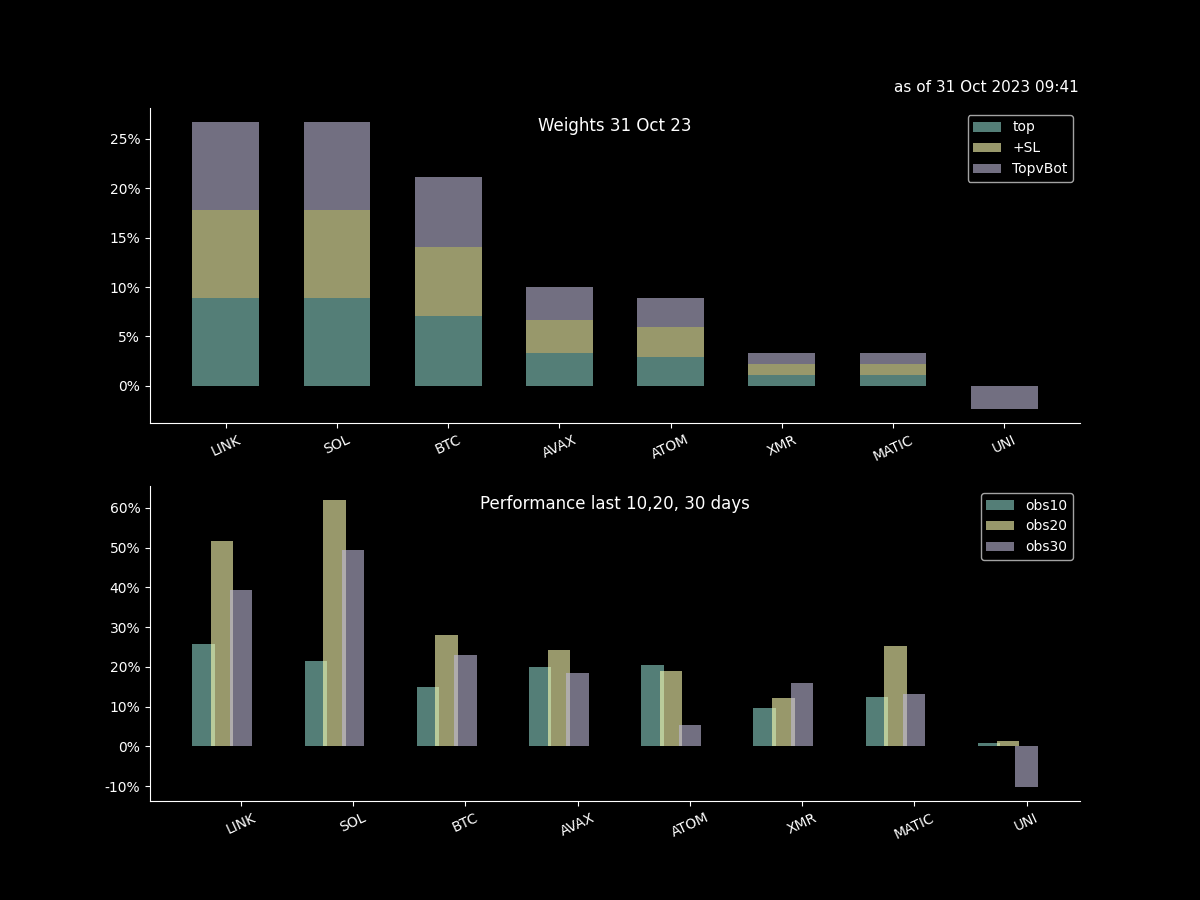 as of 31 Oct 2023 09:41
Weights 31 Oct 23
top
+SL
TopvBot
25%
20%
15%
10%
5%
0%
LINK SOL BTC AVAX ATOM XMR MATIC UNI
Performance last 10,20, 30 days
obs10
obs20
obs30
60%
50%
40%
30%
20%
10%
0%
-10%
LINK SOL BTC AVAX ATOM XMR MATIC UNI